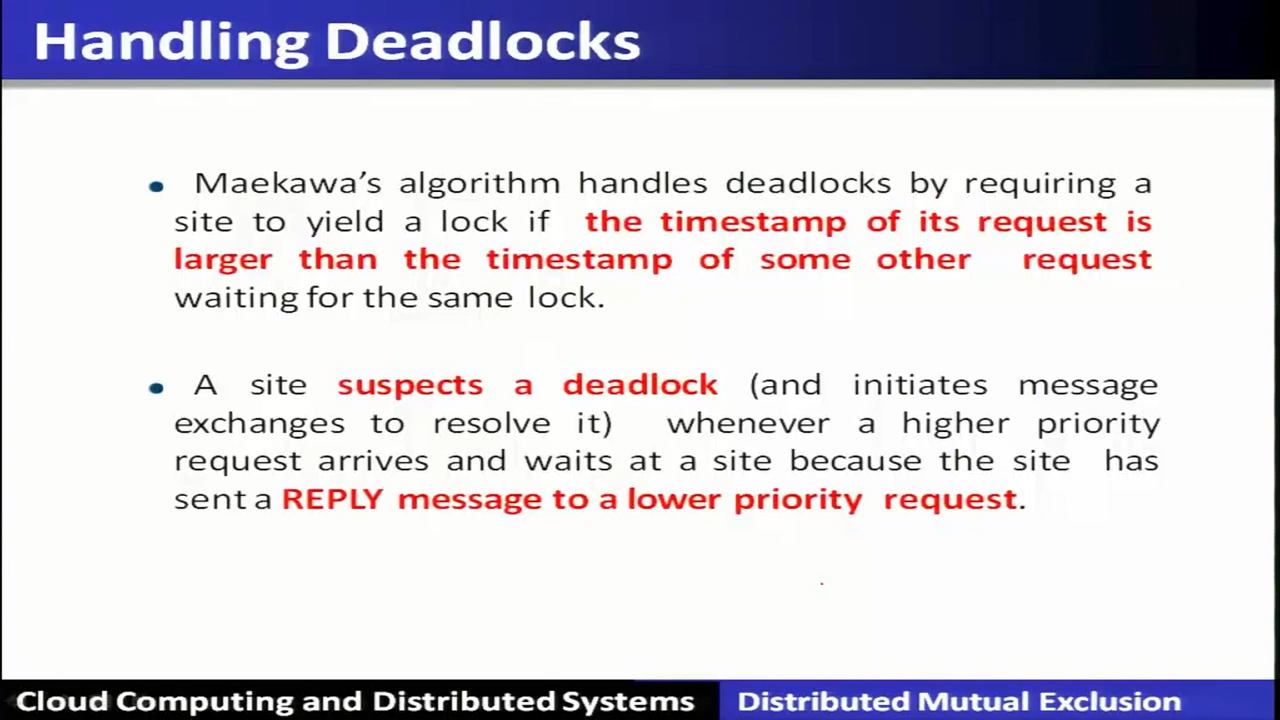 Handling Deadlocks
• Maekawa’s algorithm handles deadlocks by requiring a
site to yield a lock if the timestamp of its request is
larger than the timestamp of some other request
waiting for the same lock.
• A site suspects a deadlock (and initiates message
exchanges to resolve it) whenever a higher priority
request arrives and waits at a site because the site has
sent a REPLY message to a lower priority request.
Cloud Computing and Distributed Systems
Distributed Mutual Exclusion